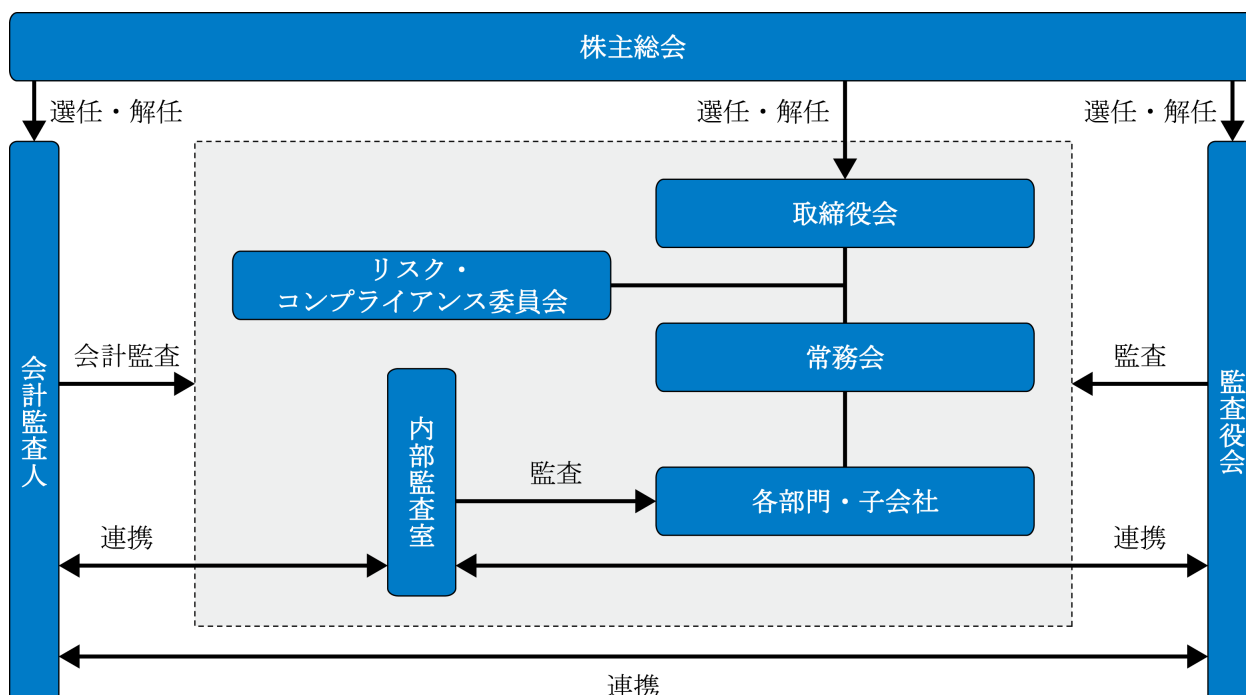 株主総会
選任・解任
選任・解任
選任・解任
取締役会
リスク・
コンプライアンス委員会
常務会
会計監査人
会計監査
監査
監査役会
内部監査室
監査
各部門・子会社
連携
連携
連携